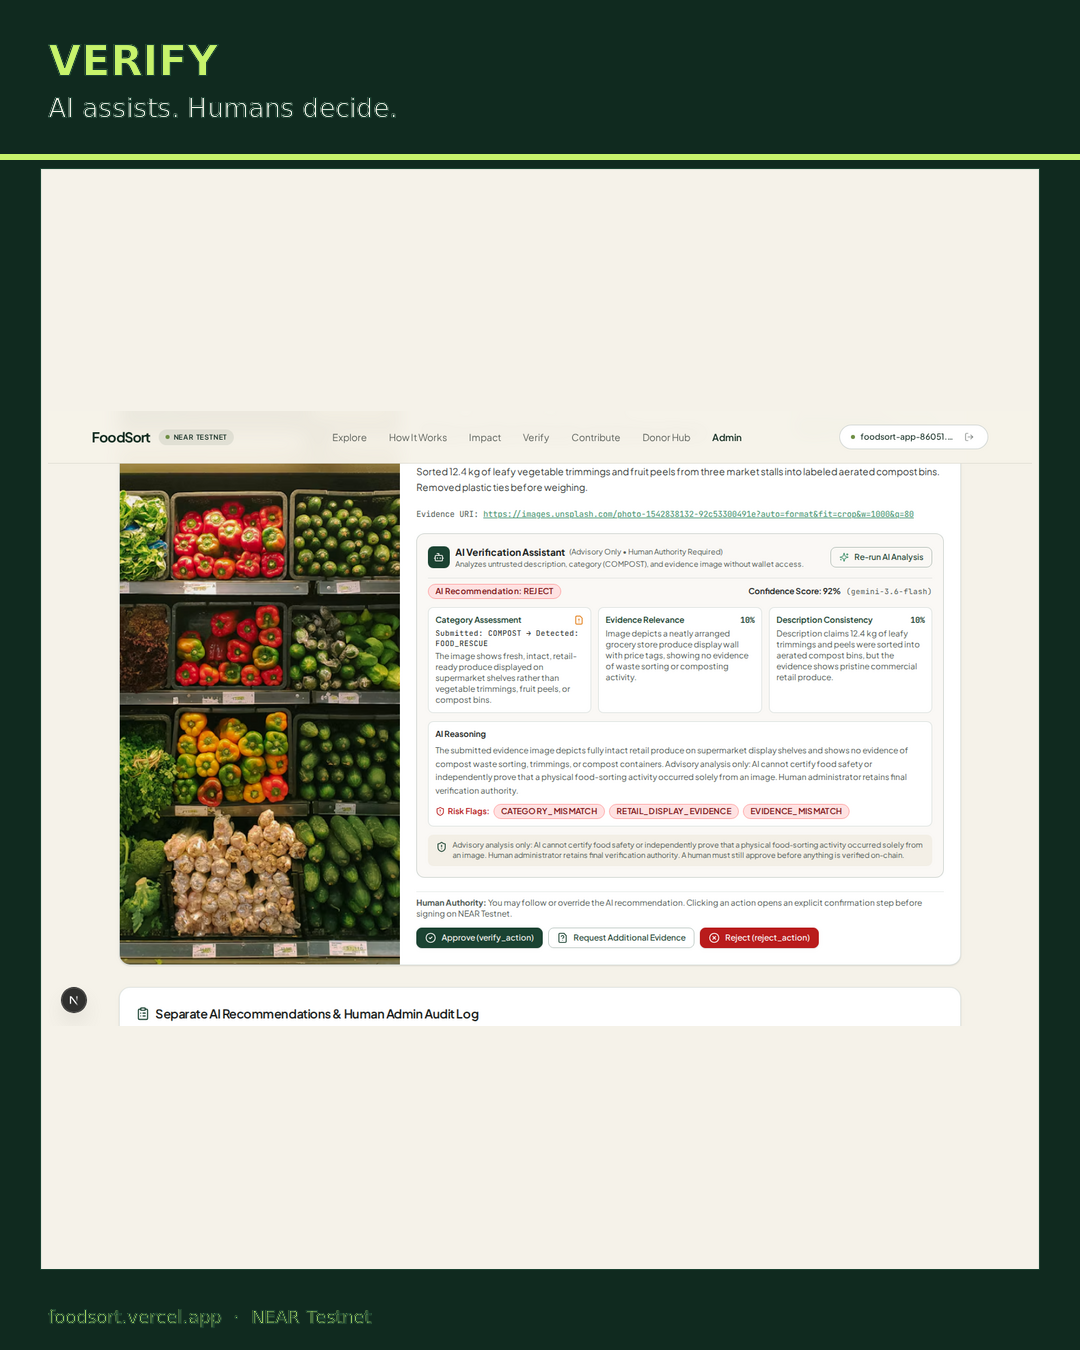 VERIFY
AI assists. Humans decide.
FoodSort
NEAR TESTNET
Explore
How It Works
Impact
Verify
Contribute
Donor Hub
Admin
foodsort-app-86051...
Sorted 12.4 kg of leafy vegetable trimmings and fruit peels from three market stalls into labeled aerated compost bins.
Removed plastic ties before weighing.
Evidence URI: https://images.unsplash.com/photo-1542838132-92c53300491e?auto=format&fit=crop&w=1000&q=80
AI Verification Assistant (Advisory Only • Human Authority Required)
Analyzes untrusted description, category (COMPOST), and evidence image without wallet access.
Re-run AI Analysis
AI Recommendation: REJECT
Confidence Score: 92% (gemini-3.6-flash)
Category Assessment
Submitted: COMPOST → Detected:
FOOD_RESCUE
The image shows fresh, intact, retail-
ready produce displayed on
supermarket shelves rather than
vegetable trimmings, fruit peels, or
compost bins.
Evidence Relevance 10%
Image depicts a neatly arranged
grocery store produce display wall
with price tags, showing no evidence
of waste sorting or composting
activity.
Description Consistency 10%
Description claims 12.4 kg of leafy
trimmings and peels were sorted into
aerated compost bins, but the
evidence shows pristine commercial
retail produce.
AI Reasoning
The submitted evidence image depicts fully intact retail produce on supermarket display shelves and shows no evidence of
compost waste sorting, trimmings, or compost containers. Advisory analysis only: AI cannot certify food safety or
independently prove that a physical food-sorting activity occurred solely from an image. Human administrator retains final
verification authority.
Risk Flags: CATEGORY_MISMATCH RETAIL_DISPLAY_EVIDENCE EVIDENCE_MISMATCH
Advisory analysis only: AI cannot certify food safety or independently prove that a physical food-sorting activity occurred solely from
an image. Human administrator retains final verification authority. A human must still approve before anything is verified on-chain.
Human Authority: You may follow or override the AI recommendation. Clicking an action opens an explicit confirmation step before
signing on NEAR Testnet.
Approve (verify_action)
Request Additional Evidence
Reject (reject_action)
N
Separate AI Recommendations & Human Admin Audit Log
foodsort.vercel.app · NEAR Testnet